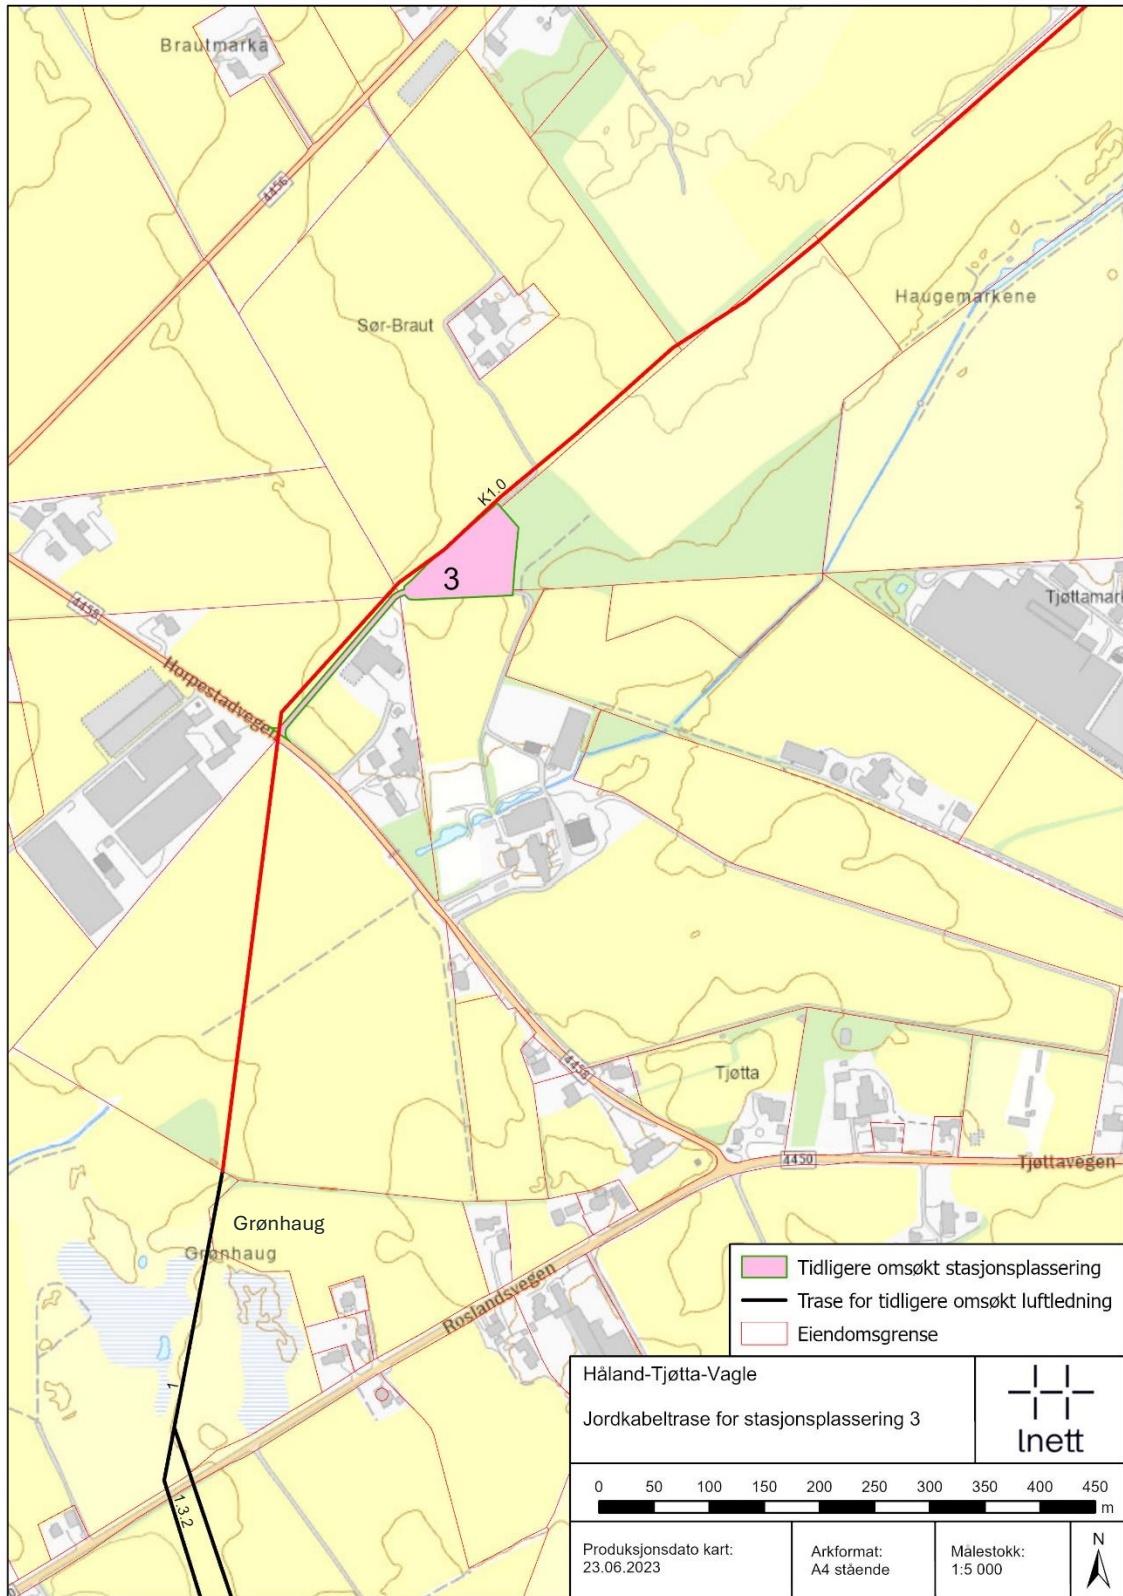 Brautmarka
4456
Haugemarkene
Sør-Braut
K1.0
3
Tjøttamark
4458
Horpestadvegen
4458
Tjøtta
4450
Tjøttavegen
Grønhaug
Grønhaug
Roslandsvegen
1
1.3.2
Tidligere omsøkt stasjonsplassering
Trase for tidligere omsøkt luftledning
Eiendomsgrense
Håland-Tjøtta-Vagle
Jordkabeltrase for stasjonsplassering 3
lnett
0 50 100 150 200 250 300 350 400 450
m
Produksjonsdato kart:
23.06.2023
Arkformat:
A4 stående
Målestokk:
1:5 000
N